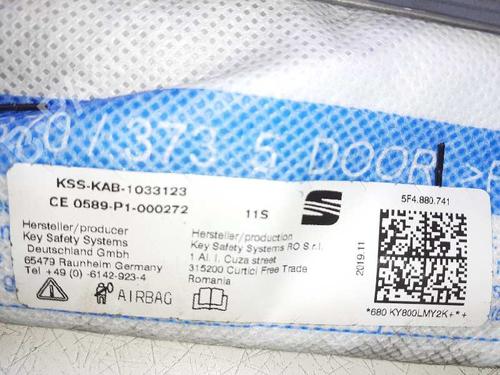 / 373 5 DOOR
KSS-KAB-1033123
CE 0589-P1-000272
11S
Hersteller/producer
Key Safety Systems
Deutschland GmbH
65479 Raunheim Germany
Tel +49 (0) -6142-923-4
AIRBAG
Hersteller/production
Key Safety Systems RO S.r.l.
1 Al. I. Cuza street
315200 Curtici Free Trade
Romania
2019.11
5F4.880.741
*680 KY800LMY2K+*+